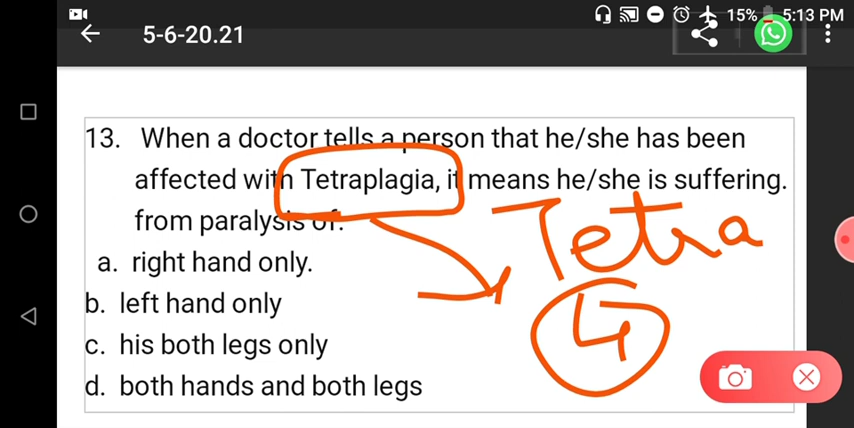 15% 5:13 PM
5-6-20.21
13. When a doctor tells a person that he/she has been
affected with Tetraplagia, it means he/she is suffering.
from paralysis of:
Tetra
a. right hand only.
4
b. left hand only
c. his both legs only
d. both hands and both legs